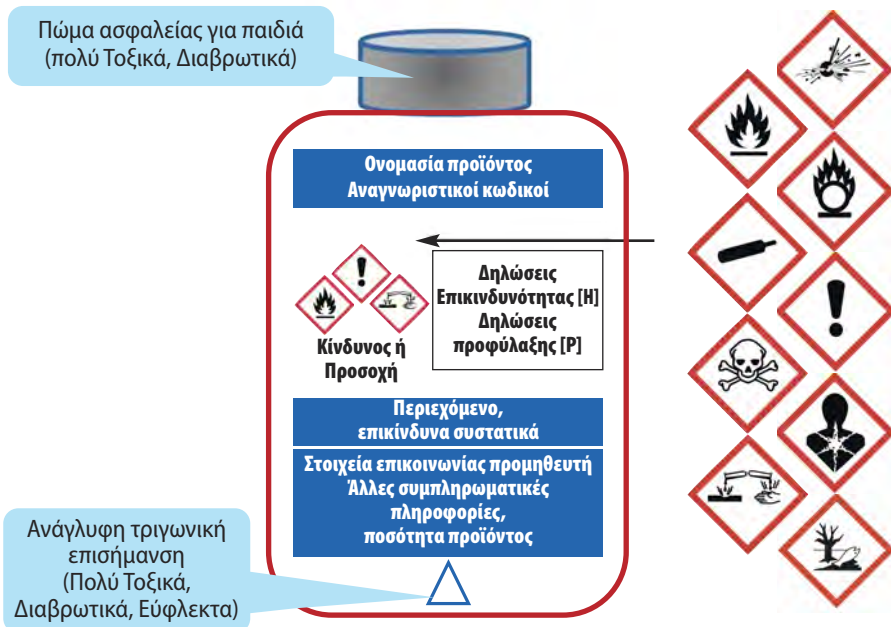 Πώμα ασφαλείας για παιδιά
(πολύ Τοξικά, Διαβρωτικά)
Ονομασία προϊόντος
Αναγνωριστικοί κωδικοί
Κίνδυνος ή
Προσοχή
Δηλώσεις
Επικινδυνότητας [H]
Δηλώσεις
προφύλαξης [P]
Περιεχόμενο,
επικίνδυνα συστατικά
Στοιχεία επικοινωνίας προμηθευτή
Άλλες συμπληρωματικές
πληροφορίες,
ποσότητα προϊόντος
Ανάγλυφη τριγωνική
επισήμανση
(Πολύ Τοξικά,
Διαβρωτικά, Εύφλεκτα)